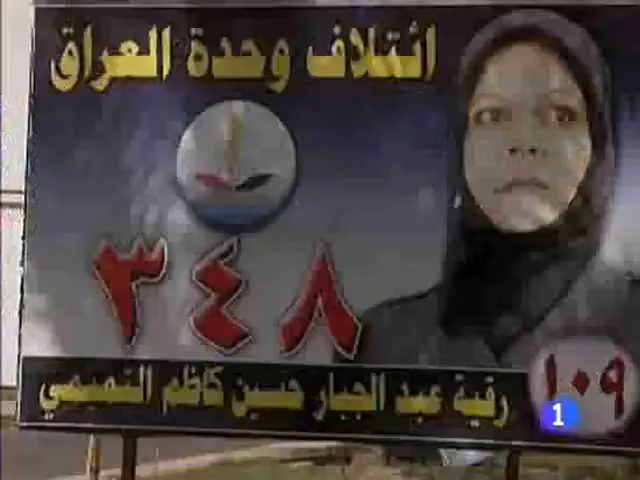 ائتلاف وحدة العراق
٣٤٨
رقية عبد الجبار حسين كاظم التميمي
١٠٩
1